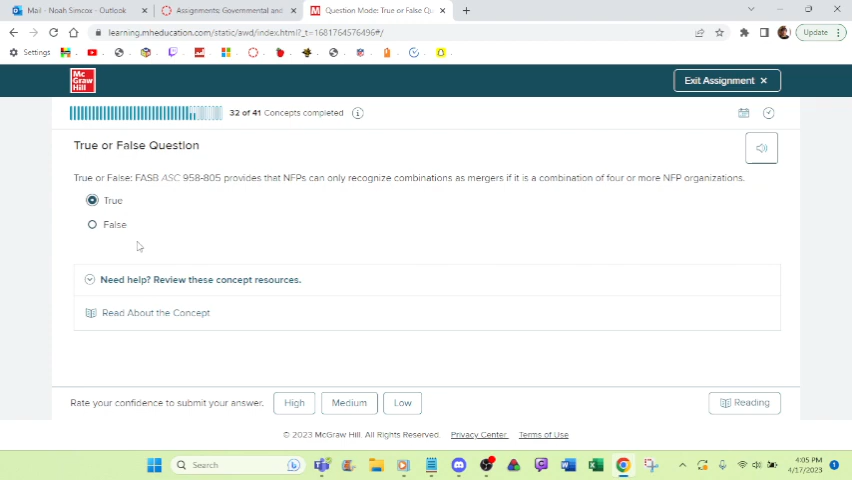 Mail - Noah Simcox - Outlook
Assignments: Governmental and
Question Mode: True or False Qu
learning.mheducation.com/static/awd/index.html?_t=1681764576496#/
Update
Settings
Mc
Graw
Hill
Exit Assignment
32 of 41 Concepts completed
True or False Question
True or False: FASB ASC 958-805 provides that NFPs can only recognize combinations as mergers if it is a combination of four or more NFP organizations.
True
False
Need help? Review these concept resources.
Read About the Concept
Rate your confidence to submit your answer.
High
Medium
Low
Reading
© 2023 McGraw Hill. All Rights Reserved.
Privacy Center
Terms of Use
Search
4:05 PM
4/17/2023